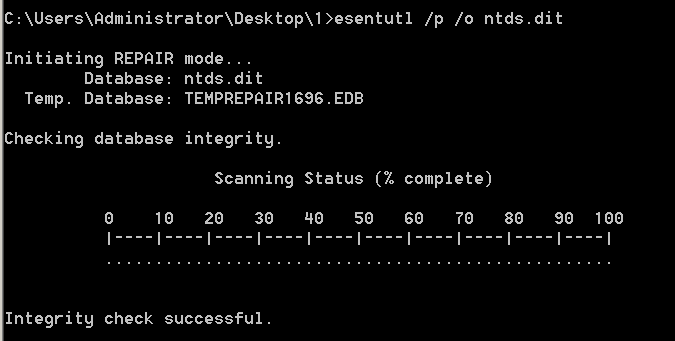 C:\Users\Administrator\Desktop\1>esentutl /p /o ntds.dit
Initiating REPAIR mode...
Database: ntds.dit
Temp. Database: TEMPREPAIR1696.EDB
Checking database integrity.
Scanning Status (% complete)
0    10   20   30   40   50   60   70   80   90  100
|----|----|----|----|----|----|----|----|----|----|
...................................................
Integrity check successful.